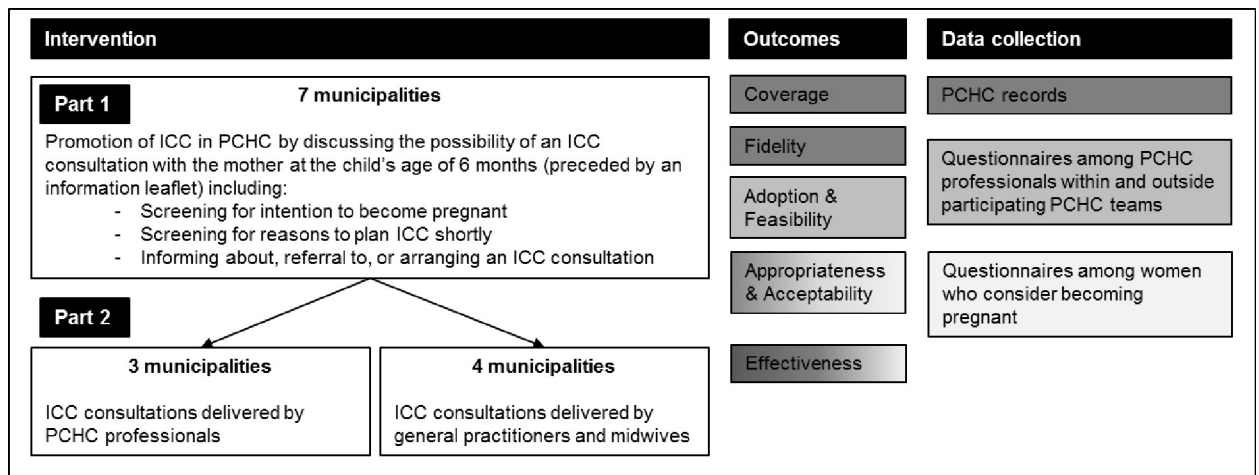 Intervention
Part 1
7 municipalities
Promotion of ICC in PCHC by discussing the possibility of an ICC
consultation with the mother at the child's age of 6 months (preceded by an
information leaflet) including:
- Screening for intention to become pregnant
- Screening for reasons to plan ICC shortly
- Informing about, referral to, or arranging an ICC consultation
Part 2
3 municipalities
ICC consultations delivered by
PCHC professionals
4 municipalities
ICC consultations delivered by
general practitioners and midwives
Outcomes
Coverage
Fidelity
Adoption &
Feasibility
Appropriateness
& Acceptability
Effectiveness
Data collection
PCHC records
Questionnaires among PCHC
professionals within and outside
participating PCHC teams
Questionnaires among women
who consider becoming
pregnant